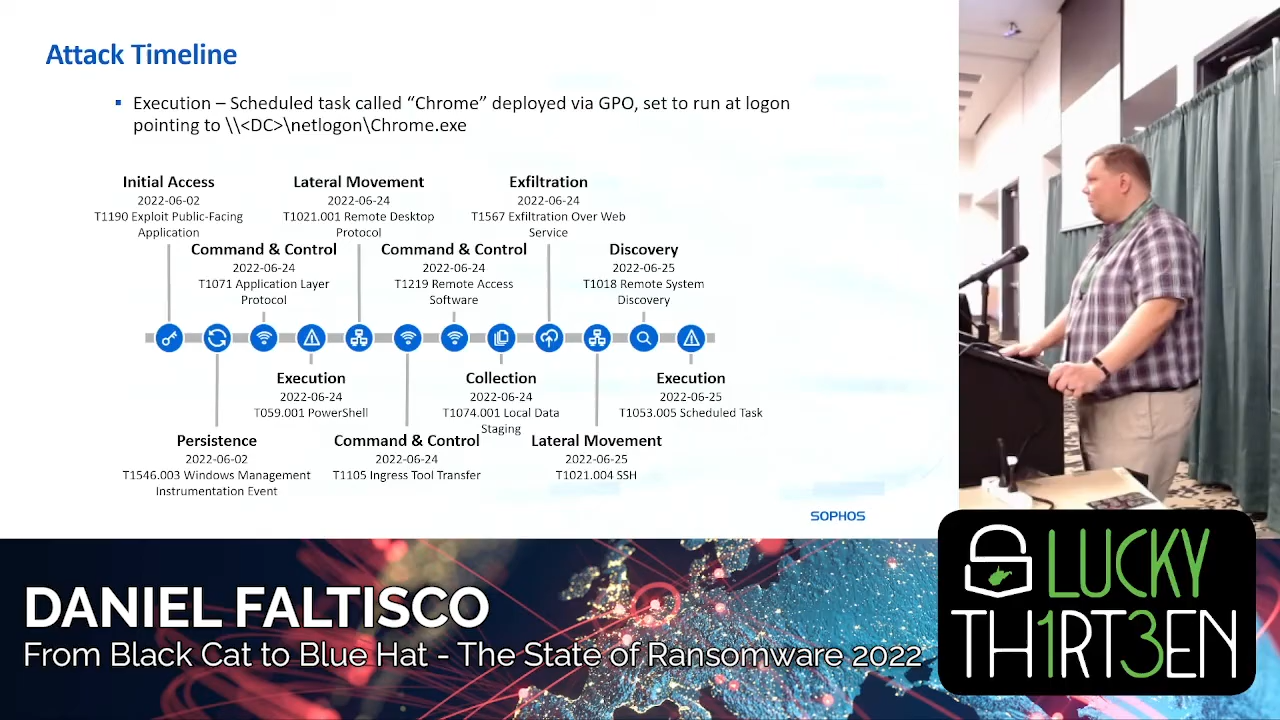 Attack Timeline
▪ Execution – Scheduled task called “Chrome” deployed via GPO, set to run at logon
pointing to \\<DC>\netlogon\Chrome.exe
Initial Access
2022-06-02
T1190 Exploit Public-Facing
Application
Lateral Movement
2022-06-24
T1021.001 Remote Desktop
Protocol
Exfiltration
2022-06-24
T1567 Exfiltration Over Web
Service
Command & Control
2022-06-24
T1071 Application Layer
Protocol
Command & Control
2022-06-24
T1219 Remote Access
Software
Discovery
2022-06-25
T1018 Remote System
Discovery
Execution
2022-06-24
T059.001 PowerShell
Collection
2022-06-24
T1074.001 Local Data
Staging
Execution
2022-06-25
T1053.005 Scheduled Task
Persistence
2022-06-02
T1546.003 Windows Management
Instrumentation Event
Command & Control
2022-06-24
T1105 Ingress Tool Transfer
Lateral Movement
2022-06-25
T1021.004 SSH
SOPHOS
DANIEL FALTISCO
From Black Cat to Blue Hat - The State of Ransomware 2022
LUCKY
TH1RT3EN